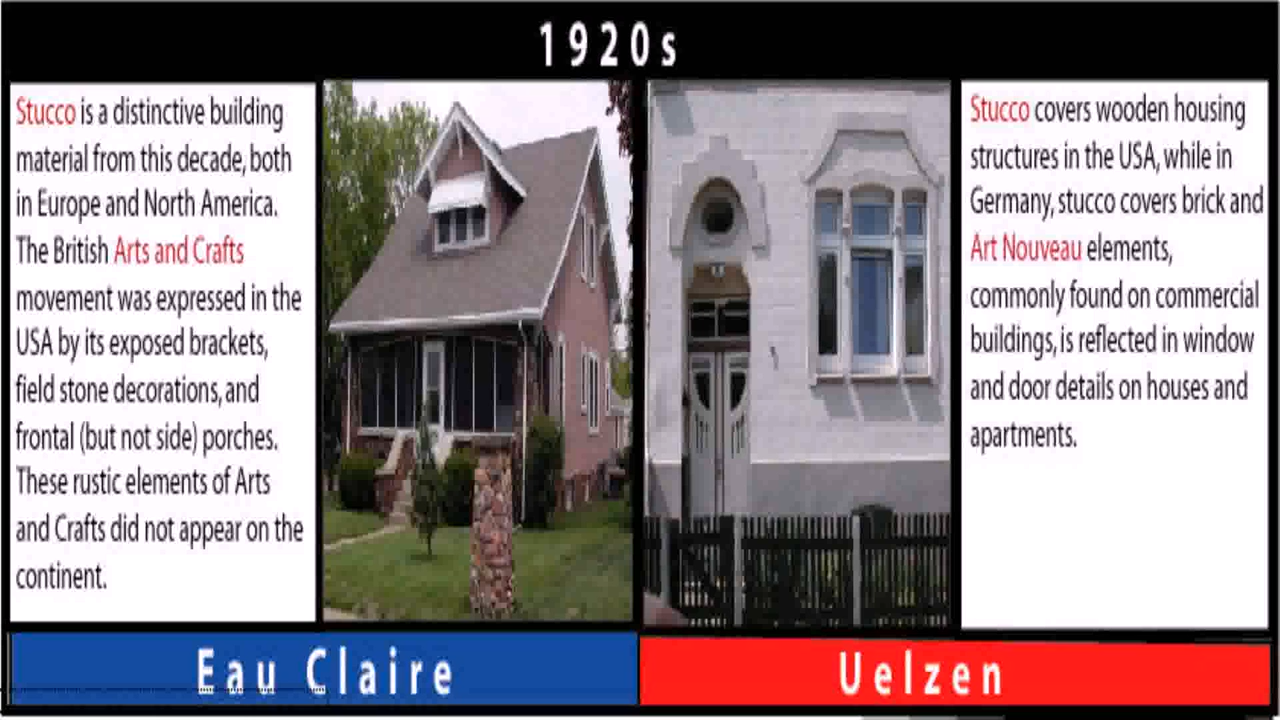 1920s
Stucco is a distinctive building
material from this decade, both
in Europe and North America.
The British Arts and Crafts
movement was expressed in the
USA by its exposed brackets,
field stone decorations, and
frontal (but not side) porches.
These rustic elements of Arts
and Crafts did not appear on the
continent.
Stucco covers wooden housing
structures in the USA, while in
Germany, stucco covers brick and
Art Nouveau elements,
commonly found on commercial
buildings, is reflected in window
and door details on houses and
apartments.
Eau Claire
Uelzen